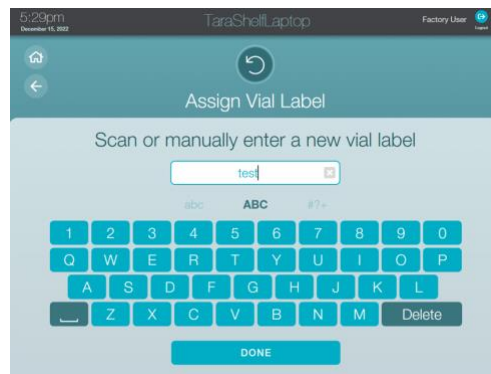 5:29pm TaraShelfLaptop Factory User
December 15, 2022 Logout
Assign Vial Label
Scan or manually enter a new vial label
test
abc ABC #?+
1 2 3 4 5 6 7 8 9 0
Q W E R T Y U I O P
A S D F G H J K L
Z X C V B N M Delete
DONE